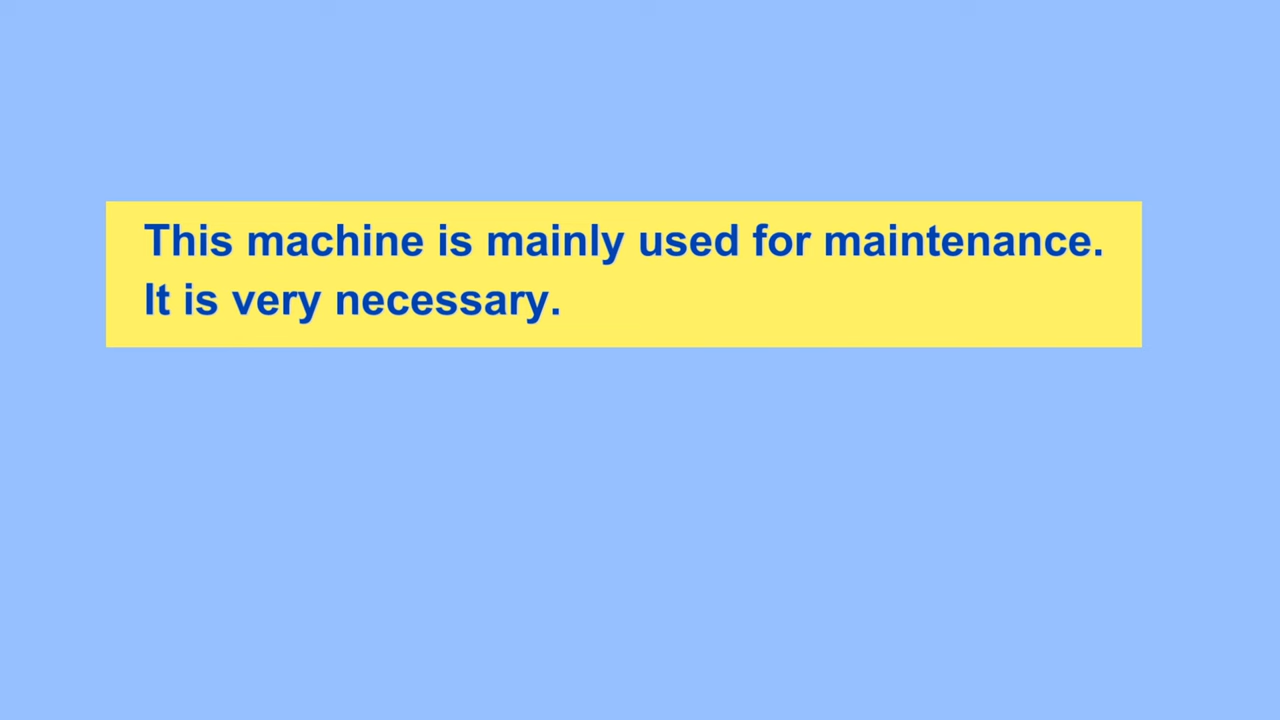 This machine is mainly used for maintenance.
It is very necessary.